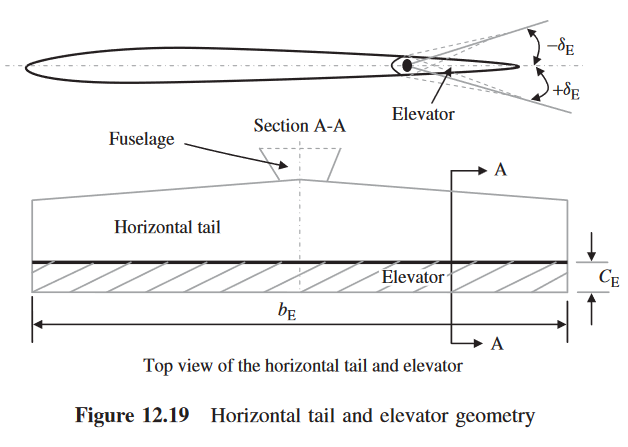 −δE
+δE
Elevator
Section A-A
Fuselage
A
Horizontal tail
Elevator
CE
bE
A
Top view of the horizontal tail and elevator
Figure 12.19 Horizontal tail and elevator geometry